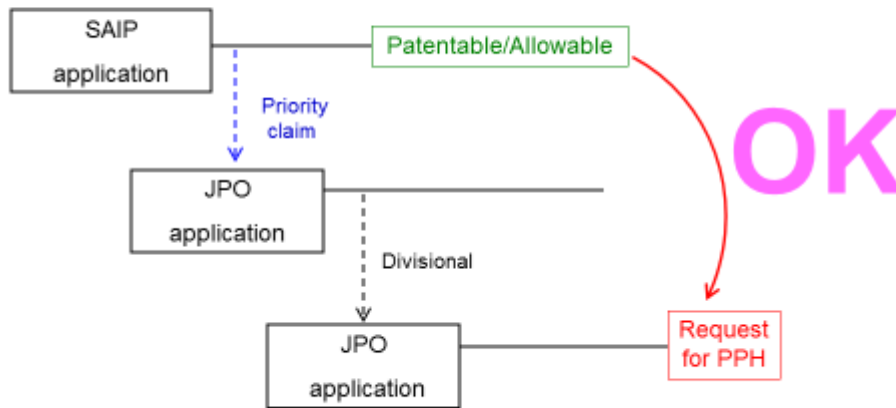 SAIP
application
Patentable/Allowable
Priority
claim
OK
JPO
application
Divisional
JPO
application
Request
for PPH